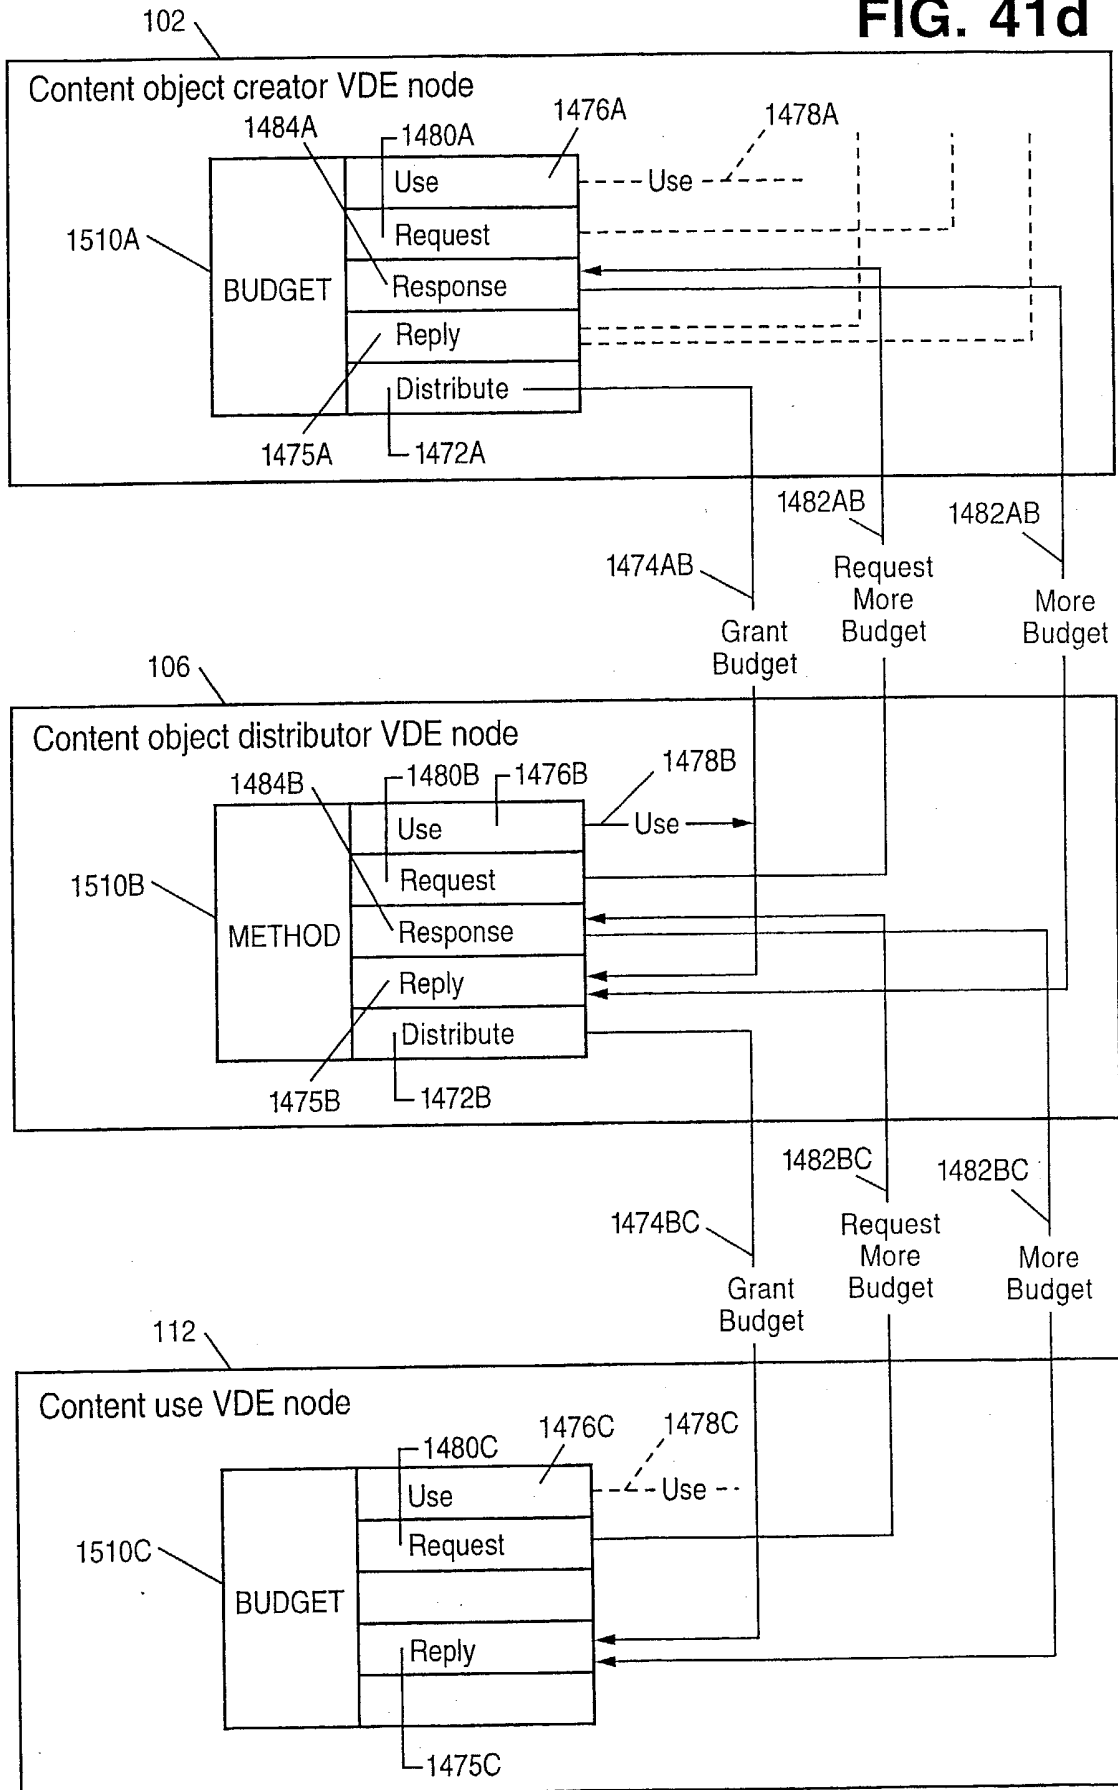 FIG. 41d
102
Content object creator VDE node
1484A
1480A
1476A
1478A
Use
Use
1510A
Request
BUDGET
Response
Reply
Distribute
1475A
1472A
1482AB
1482AB
1474AB
Request
More
Budget
More
Budget
Grant
Budget
106
Content object distributor VDE node
1484B
1480B
1476B
1478B
Use
Use
1510B
Request
METHOD
Response
Reply
Distribute
1475B
1472B
1482BC
1482BC
1474BC
Request
More
Budget
More
Budget
Grant
Budget
112
Content use VDE node
1480C
1476C
1478C
Use
Use
1510C
Request
BUDGET
Reply
1475C